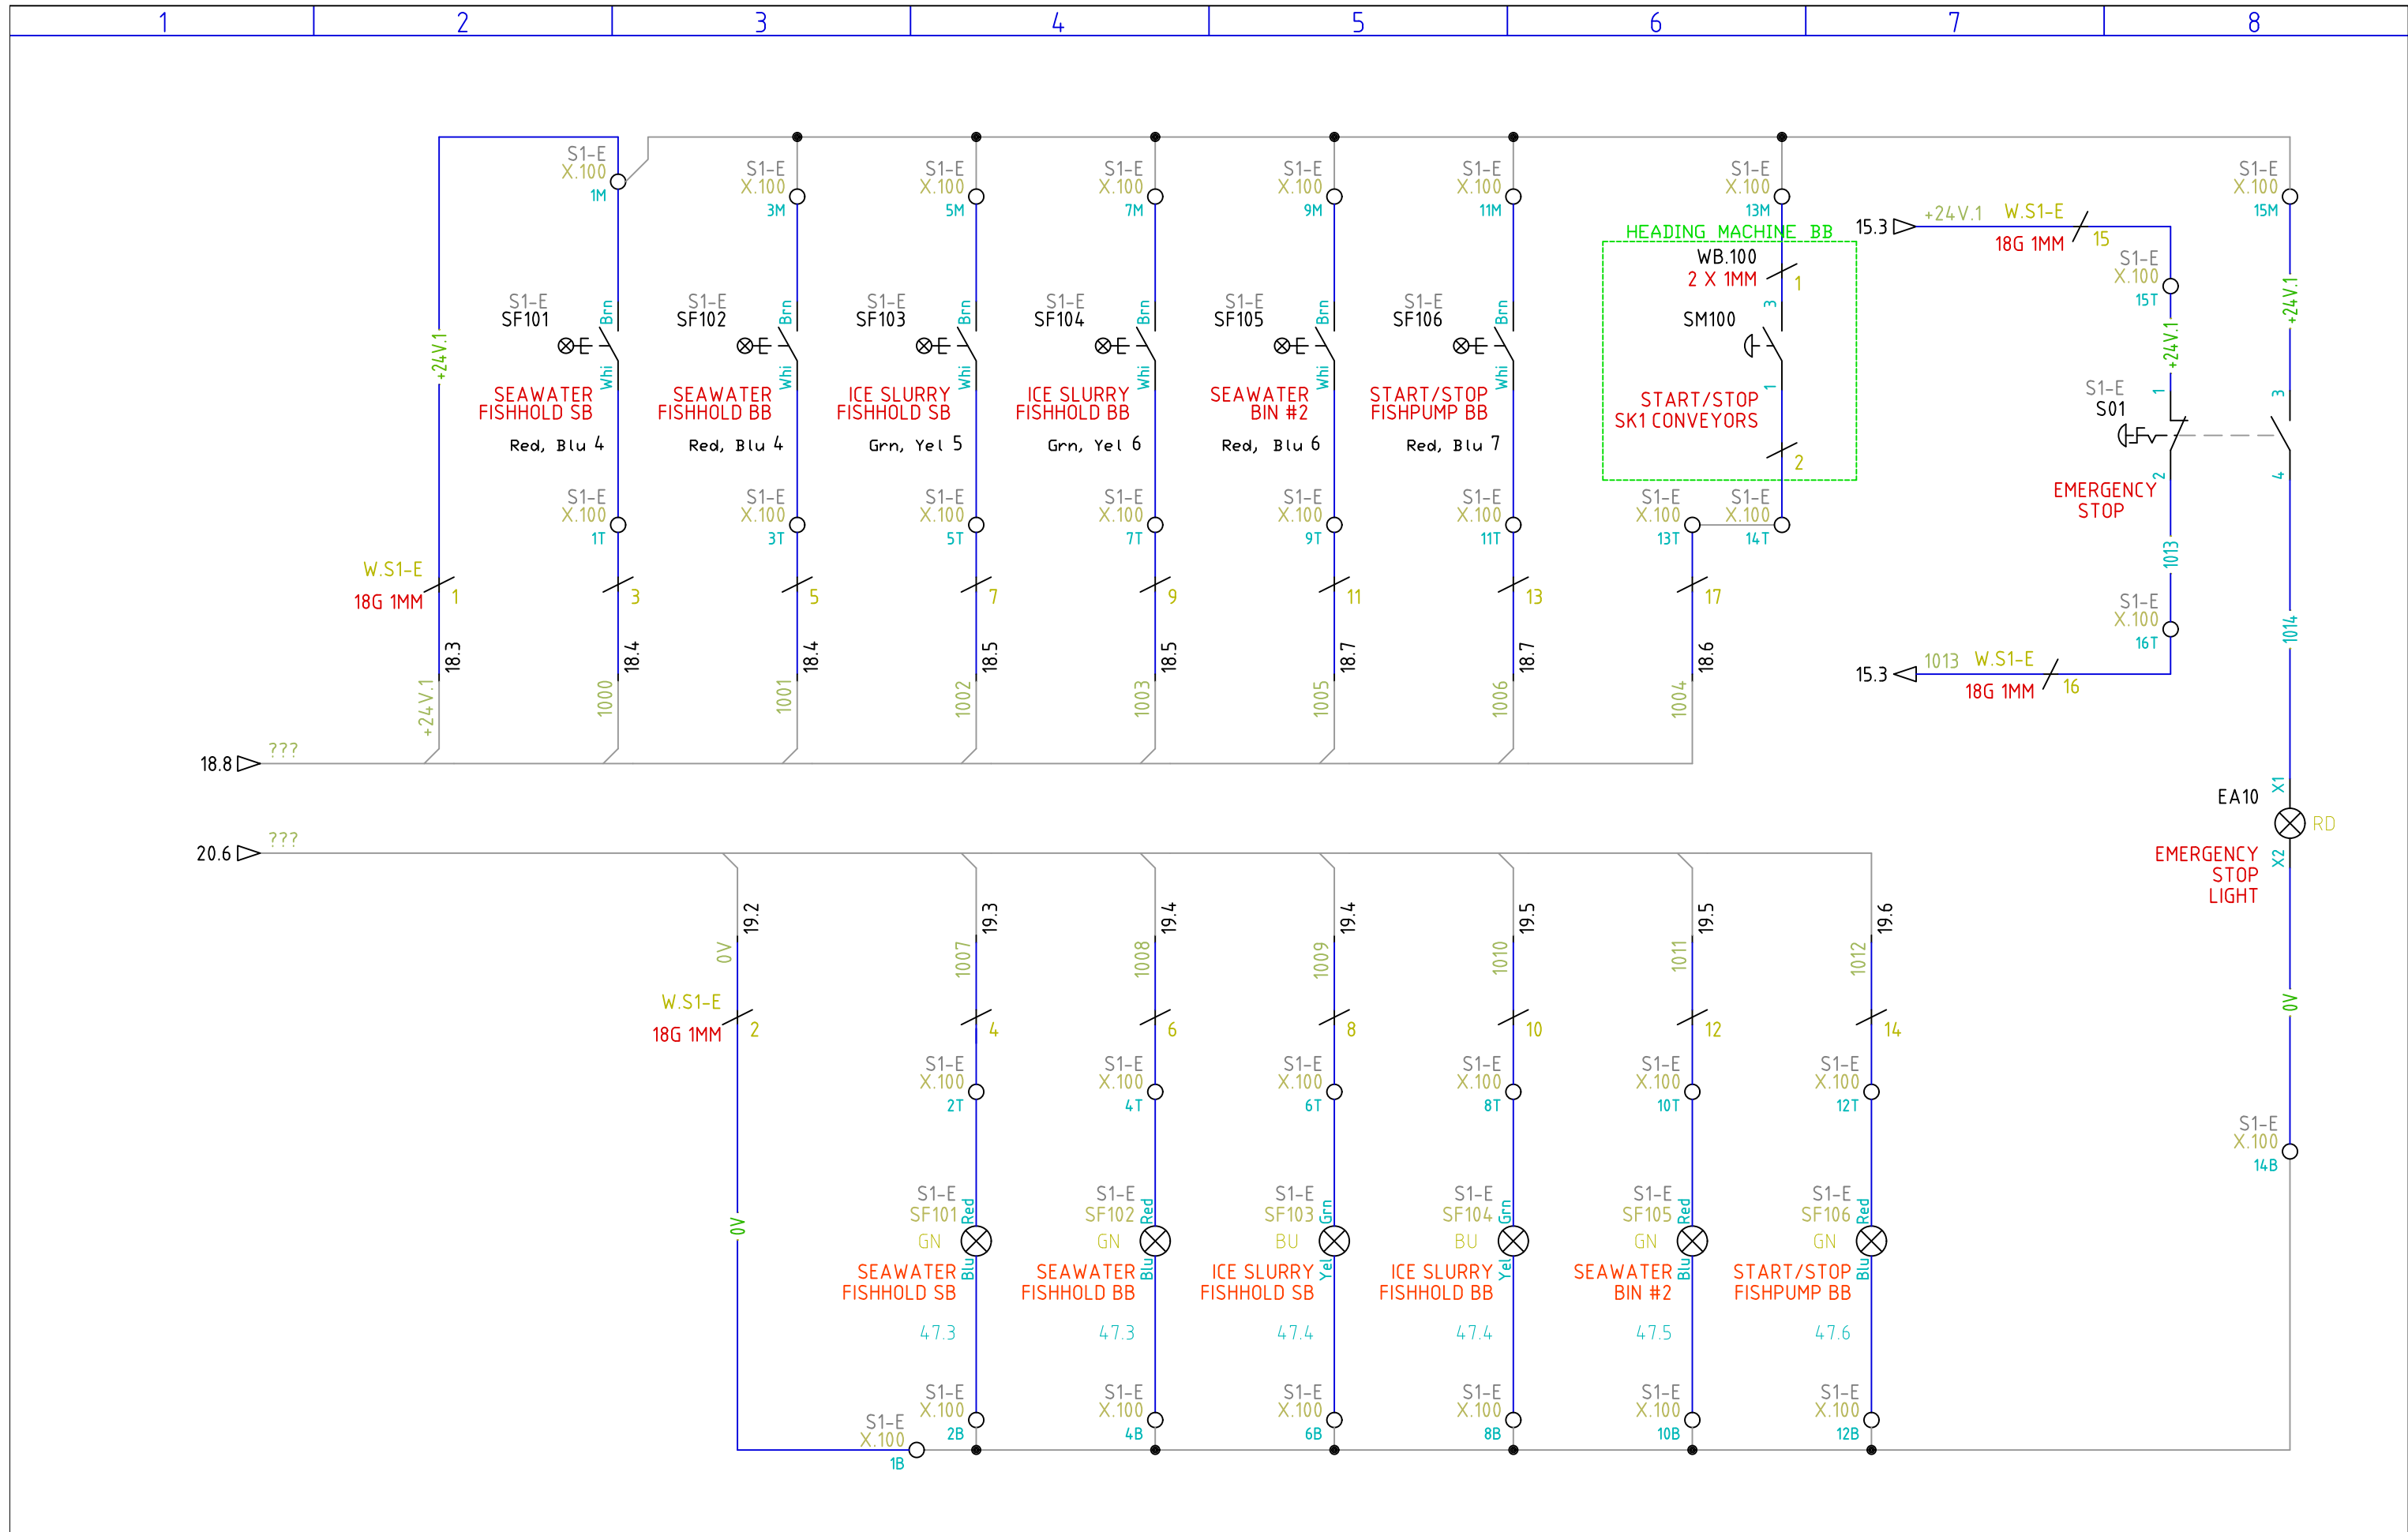 1 2 3 4 5 6 7 8
S1-E S1-E S1-E S1-E S1-E S1-E S1-E S1-E
X.100 X.100 X.100 X.100 X.100 X.100 X.100 X.100
1M 3M 5M 7M 9M 11M 13M 15M
HEADING MACHINE BB
WB.100
2 X 1MM
1
3
SM100
1
START/STOP
SK1 CONVEYORS
2
15.3 +24V.1 W.S1-E
18G 1MM 15
S1-E
X.100
15T
+24V.1
+24V.1
+24V.1
S1-E
SF101
Brn
Whi
SEAWATER
FISHHOLD SB
Red, Blu 4
S1-E
SF102
Brn
Whi
SEAWATER
FISHHOLD BB
Red, Blu 4
S1-E
SF103
Brn
Whi
ICE SLURRY
FISHHOLD SB
Grn, Yel 5
S1-E
SF104
Brn
Whi
ICE SLURRY
FISHHOLD BB
Grn, Yel 6
S1-E
SF105
Brn
Whi
SEAWATER
BIN #2
Red, Blu 6
S1-E
SF106
Brn
Whi
START/STOP
FISHPUMP BB
Red, Blu 7
S1-E
S01
1
2
3
4
EMERGENCY
STOP
S1-E S1-E S1-E S1-E S1-E S1-E S1-E S1-E
X.100 X.100 X.100 X.100 X.100 X.100 X.100 X.100
1T 3T 5T 7T 9T 11T 13T 14T
1013
W.S1-E
18G 1MM
1 3 5 7 9 11 13 17
S1-E
X.100
16T
1014
18.3 18.4 18.4 18.5 18.5 18.7 18.7 18.6
15.3 1013 W.S1-E
18G 1MM 16
+24V.1 1000 1001 1002 1003 1005 1006 1004
18.8 ???
20.6 ???
EA10
X1
RD
X2
EMERGENCY
STOP
LIGHT
19.2 19.3 19.4 19.4 19.5 19.5 19.6
0V 1007 1008 1009 1010 1011 1012
W.S1-E
18G 1MM
2 4 6 8 10 12 14
0V
S1-E S1-E S1-E S1-E S1-E S1-E
X.100 X.100 X.100 X.100 X.100 X.100
2T 4T 6T 8T 10T 12T
S1-E
X.100
14B
0V
S1-E
SF101
Red
GN
Blu
SEAWATER
FISHHOLD SB
47.3
S1-E
SF102
Red
GN
Blu
SEAWATER
FISHHOLD BB
47.3
S1-E
SF103
Grn
BU
Yel
ICE SLURRY
FISHHOLD SB
47.4
S1-E
SF104
Grn
BU
Yel
ICE SLURRY
FISHHOLD BB
47.4
S1-E
SF105
Red
GN
Blu
SEAWATER
BIN #2
47.5
S1-E
SF106
Red
GN
Blu
START/STOP
FISHPUMP BB
47.6
S1-E S1-E S1-E S1-E S1-E S1-E
X.100 X.100 X.100 X.100 X.100 X.100
2B 4B 6B 8B 10B 12B
S1-E
X.100
1B